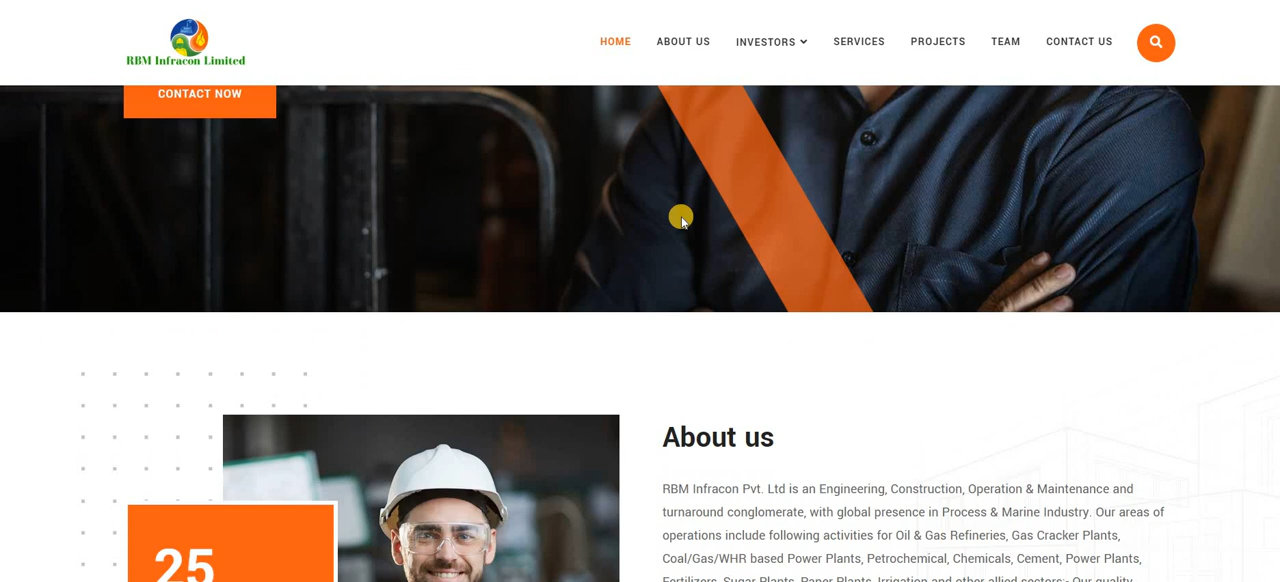 RBM Infracon Limited
HOME ABOUT US INVESTORS SERVICES PROJECTS TEAM CONTACT US
CONTACT NOW
About us
RBM Infracon Pvt. Ltd is an Engineering, Construction, Operation & Maintenance and
turnaround conglomerate, with global presence in Process & Marine Industry. Our areas of
operations include following activities for Oil & Gas Refineries, Gas Cracker Plants,
Coal/Gas/WHR based Power Plants, Petrochemical, Chemicals, Cement, Power Plants,
Fertilizers, Sugar Plants, Paper Plants, Irrigation and other allied sectors:- Our quality
25